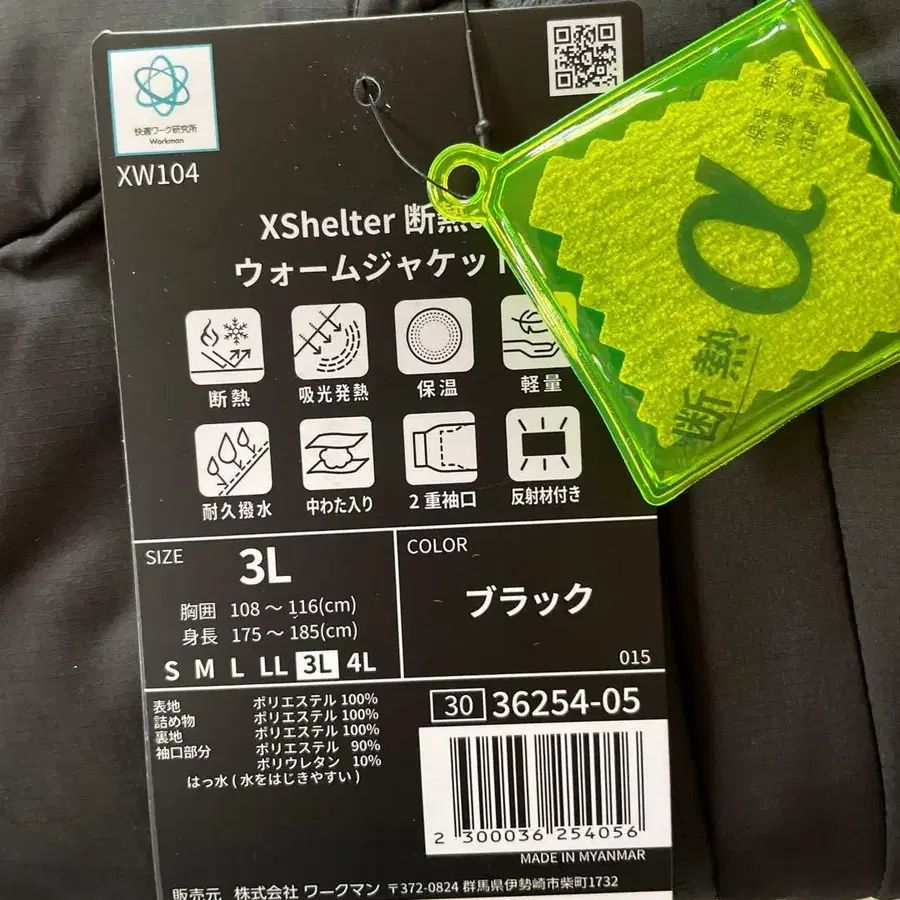 快適ワーク研究所
Workman
XW104
XShelter 断熱
ウォームジャケット
断熱
吸光発熱
保温
軽量
耐久撥水
中わた入り
2重袖口
反射材付き
α
断熱
SIZE
3L
胸囲 108～116(cm)
身長 175～185(cm)
S M L LL 3L 4L
COLOR
ブラック
015
表地 ポリエステル 100%
詰め物 ポリエステル 100%
裏地 ポリエステル 100%
袖口部分 ポリエステル 90%
ポリウレタン 10%
はっ水(水をはじきやすい)
30 36254-05
2 300036 254056
MADE IN MYANMAR
販売元 株式会社 ワークマン 〒372-0824 群馬県伊勢崎市柴町1732